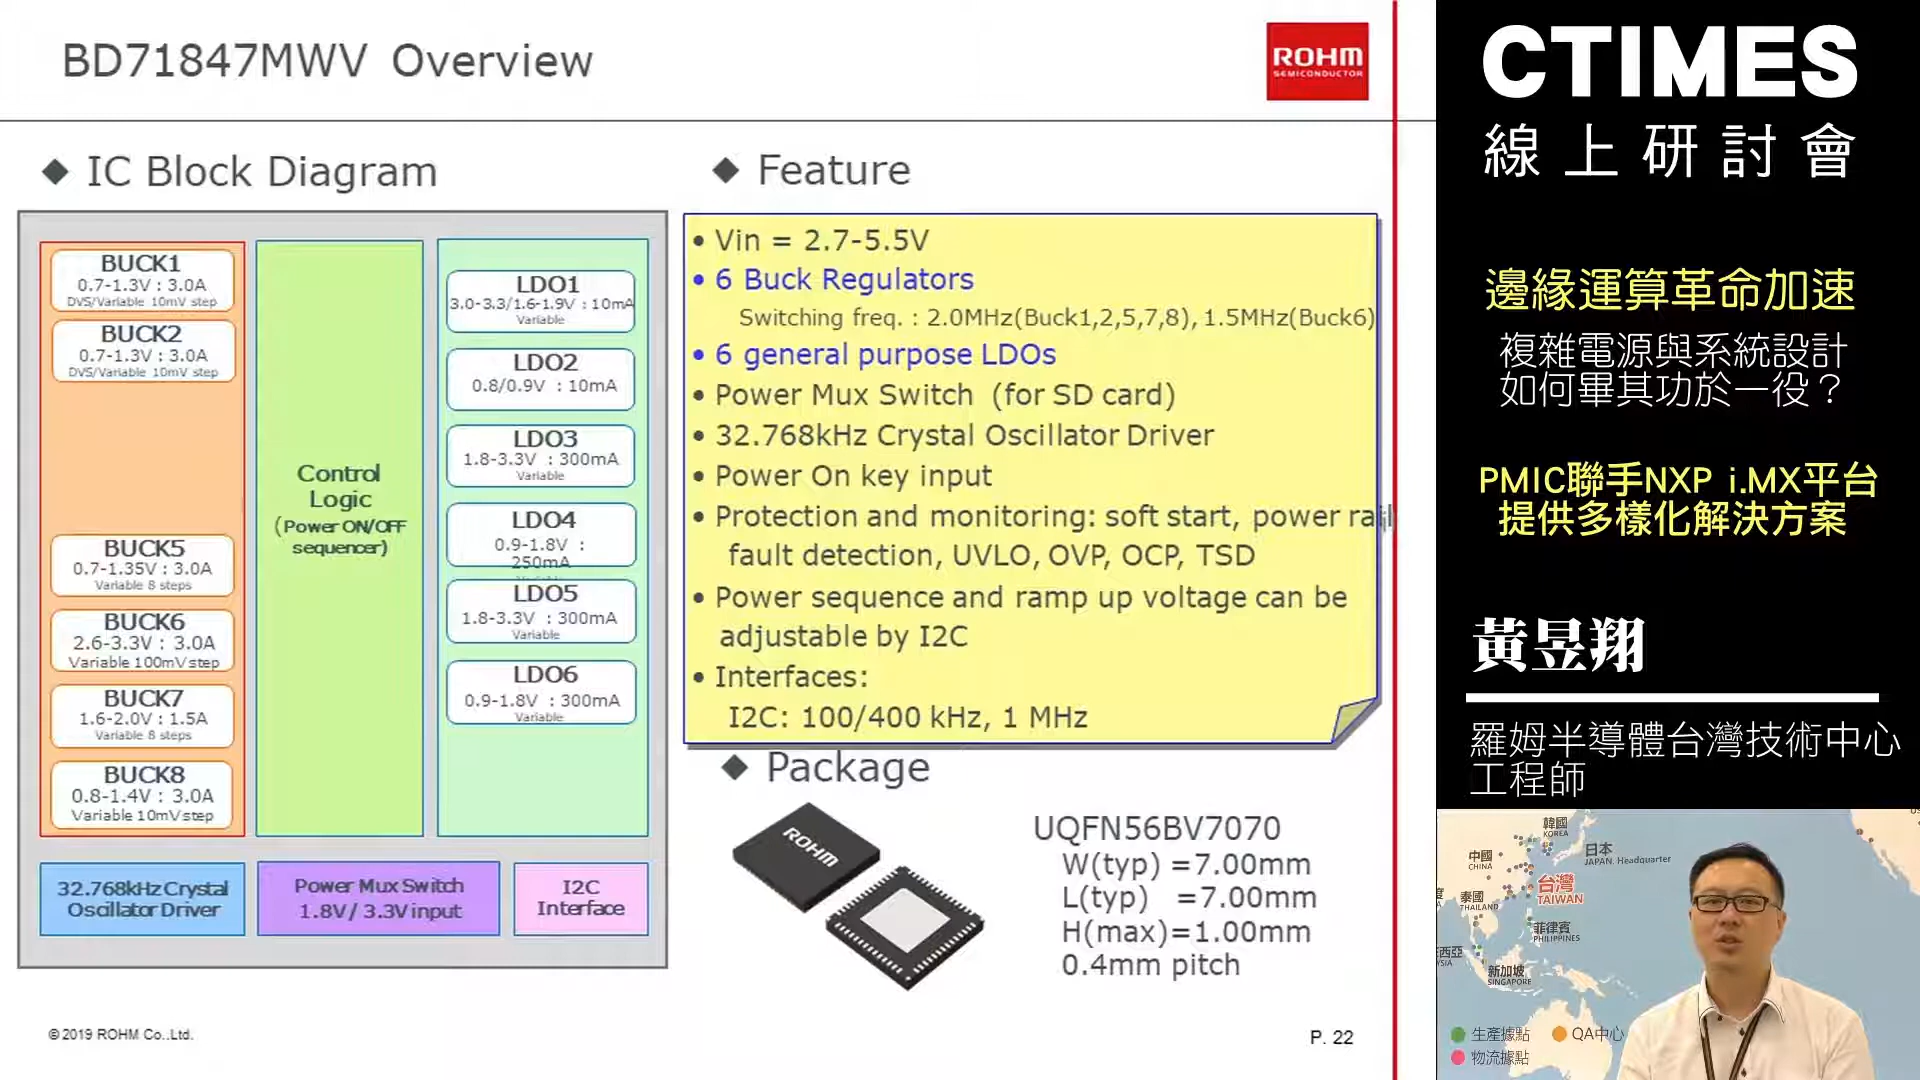 BD71847MWV Overview
ROHM
SEMICONDUCTOR
◆ IC Block Diagram
BUCK1
0.7-1.3V : 3.0A
DVS/Variable 10mV step
BUCK2
0.7-1.3V : 3.0A
DVS/Variable 10mV step
BUCK5
0.7-1.35V : 3.0A
Variable 8 steps
BUCK6
2.6-3.3V : 3.0A
Variable 100mV step
BUCK7
1.6-2.0V : 1.5A
Variable 8 steps
BUCK8
0.8-1.4V : 3.0A
Variable 10mV step
Control
Logic
(Power ON/OFF
sequencer)
LDO1
3.0-3.3/1.6-1.9V : 10mA
Variable
LDO2
0.8/0.9V : 10mA
LDO3
1.8-3.3V : 300mA
Variable
LDO4
0.9-1.8V :
250mA
LDO5
1.8-3.3V : 300mA
Variable
LDO6
0.9-1.8V : 300mA
Variable
32.768kHz Crystal
Oscillator Driver
Power Mux Switch
1.8V / 3.3V input
I2C
Interface
◆ Feature
• Vin = 2.7-5.5V
• 6 Buck Regulators
Switching freq. : 2.0MHz(Buck1,2,5,7,8), 1.5MHz(Buck6)
• 6 general purpose LDOs
• Power Mux Switch (for SD card)
• 32.768kHz Crystal Oscillator Driver
• Power On key input
• Protection and monitoring: soft start, power rail
fault detection, UVLO, OVP, OCP, TSD
• Power sequence and ramp up voltage can be
adjustable by I2C
• Interfaces:
I2C: 100/400 kHz, 1 MHz
◆ Package
ROHM
UQFN56BV7070
W(typ) =7.00mm
L(typ) =7.00mm
H(max)=1.00mm
0.4mm pitch
©2019 ROHM Co.,Ltd.
P. 22
CTIMES
線上研討會
邊緣運算革命加速
複雜電源與系統設計
如何畢其功於一役？
PMIC聯手NXP i.MX平台
提供多樣化解決方案
黃昱翔
羅姆半導體台灣技術中心
工程師
韓國
KOREA
中國
CHINA
日本
JAPAN, Headquarter
台灣
TAIWAN
泰國
THAILAND
菲律賓
PHILIPPINES
西亞
新加坡
SINGAPORE
生產據點
QA中心
物流據點